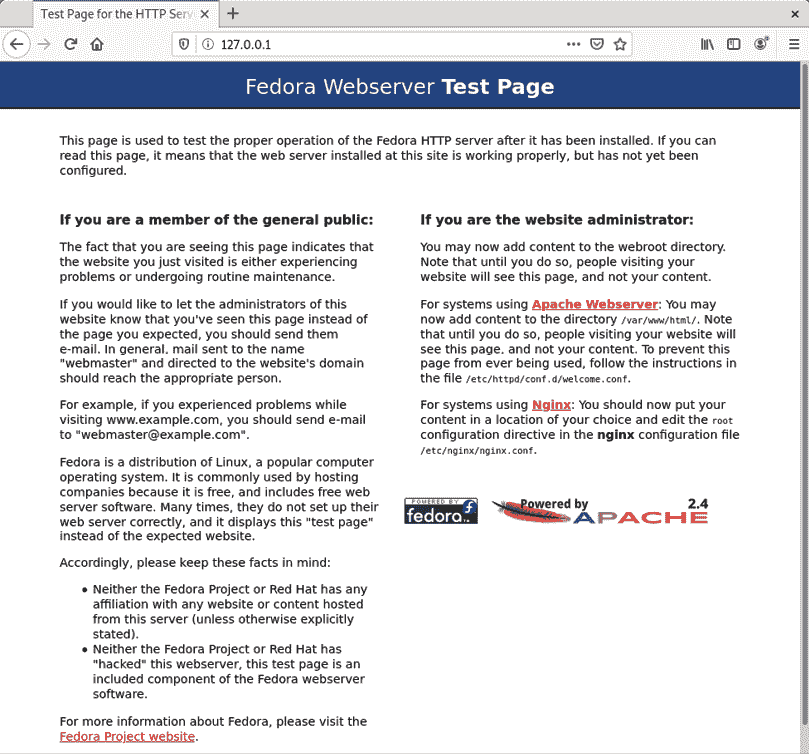 Test Page for the HTTP Serv
127.0.0.1
Fedora Webserver Test Page
This page is used to test the proper operation of the Fedora HTTP server after it has been installed. If you can
read this page, it means that the web server installed at this site is working properly, but has not yet been
configured.
If you are a member of the general public:
The fact that you are seeing this page indicates that
the website you just visited is either experiencing
problems or undergoing routine maintenance.
If you would like to let the administrators of this
website know that you've seen this page instead of
the page you expected, you should send them
e-mail. In general, mail sent to the name
"webmaster" and directed to the website's domain
should reach the appropriate person.
For example, if you experienced problems while
visiting www.example.com, you should send e-mail
to "webmaster@example.com".
Fedora is a distribution of Linux, a popular computer
operating system. It is commonly used by hosting
companies because it is free, and includes free web
server software. Many times, they do not set up their
web server correctly, and it displays this "test page"
instead of the expected website.
Accordingly, please keep these facts in mind:
• Neither the Fedora Project or Red Hat has any
affiliation with any website or content hosted
from this server (unless otherwise explicitly
stated).
• Neither the Fedora Project or Red Hat has
"hacked" this webserver, this test page is an
included component of the Fedora webserver
software.
For more information about Fedora, please visit the
Fedora Project website.
If you are the website administrator:
You may now add content to the webroot directory.
Note that until you do so, people visiting your
website will see this page, and not your content.
For systems using Apache Webserver: You may
now add content to the directory /var/www/html/. Note
that until you do so, people visiting your website will
see this page, and not your content. To prevent this
page from ever being used, follow the instructions in
the file /etc/httpd/conf.d/welcome.conf.
For systems using Nginx: You should now put your
content in a location of your choice and edit the root
configuration directive in the nginx configuration file
/etc/nginx/nginx.conf.
POWERED BY
fedora
Powered by 2.4
APACHE